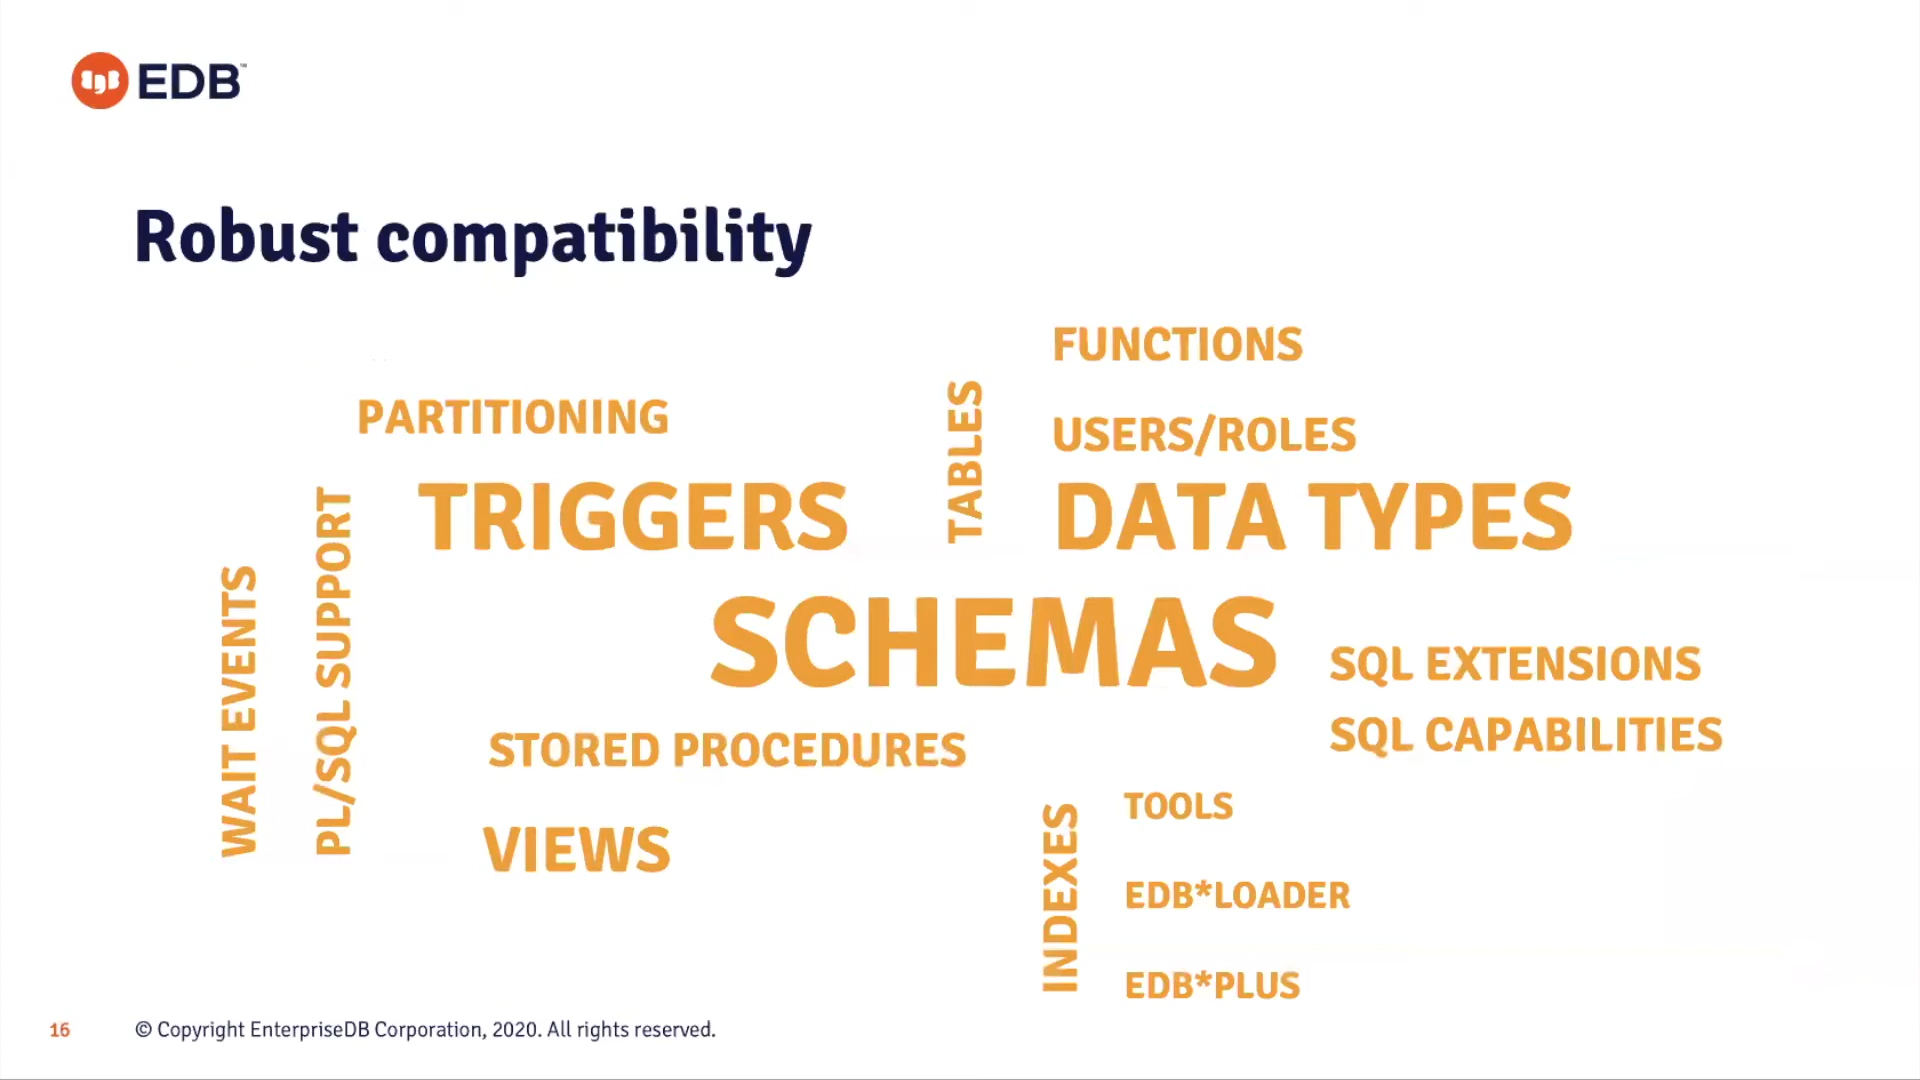 EDB™
Robust compatibility
FUNCTIONS
PARTITIONING
TABLES
USERS/ROLES
TRIGGERS
DATA TYPES
WAIT EVENTS
PL/SQL SUPPORT
SCHEMAS
SQL EXTENSIONS
SQL CAPABILITIES
STORED PROCEDURES
VIEWS
INDEXES
TOOLS
EDB*LOADER
EDB*PLUS
16
© Copyright EnterpriseDB Corporation, 2020. All rights reserved.